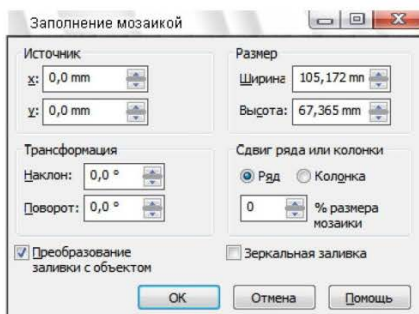 Заполнение мозаикой
Источник
x: 0,0 mm
y: 0,0 mm
Размер
Ширина 105,172 mm
Высота: 67,365 mm
Трансформация
Наклон: 0,0 °
Поворот: 0,0 °
Сдвиг ряда или колонки
Ряд Колонка
0 % размера
мозаики
Преобразование
заливки с объектом
Зеркальная заливка
OK Отмена Помощь